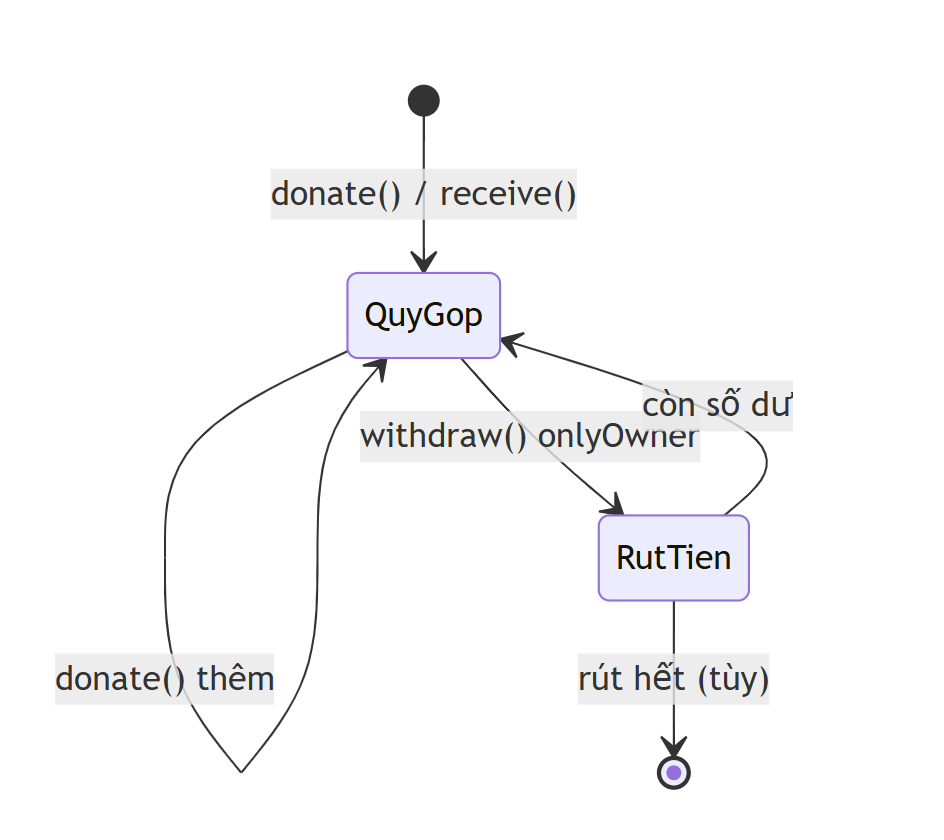 donate() / receive()
QuyGop
còn số dư
withdraw() onlyOwner
RutTien
donate() thêm
rút hết (tùy)